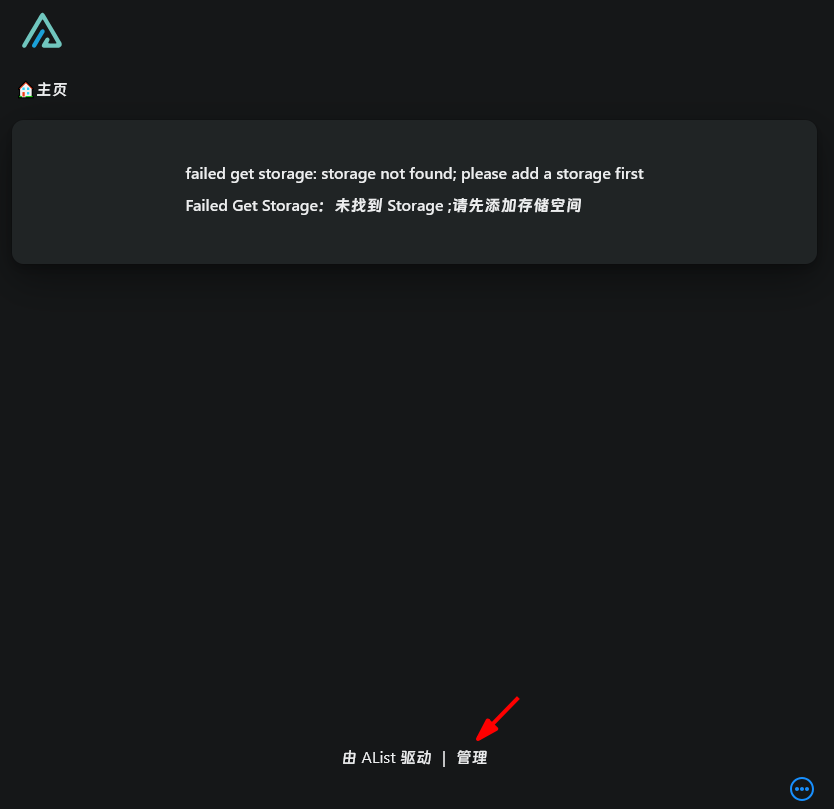 主页
failed get storage: storage not found; please add a storage first
Failed Get Storage：未找到 Storage ;请先添加存储空间
由 AList 驱动 | 管理